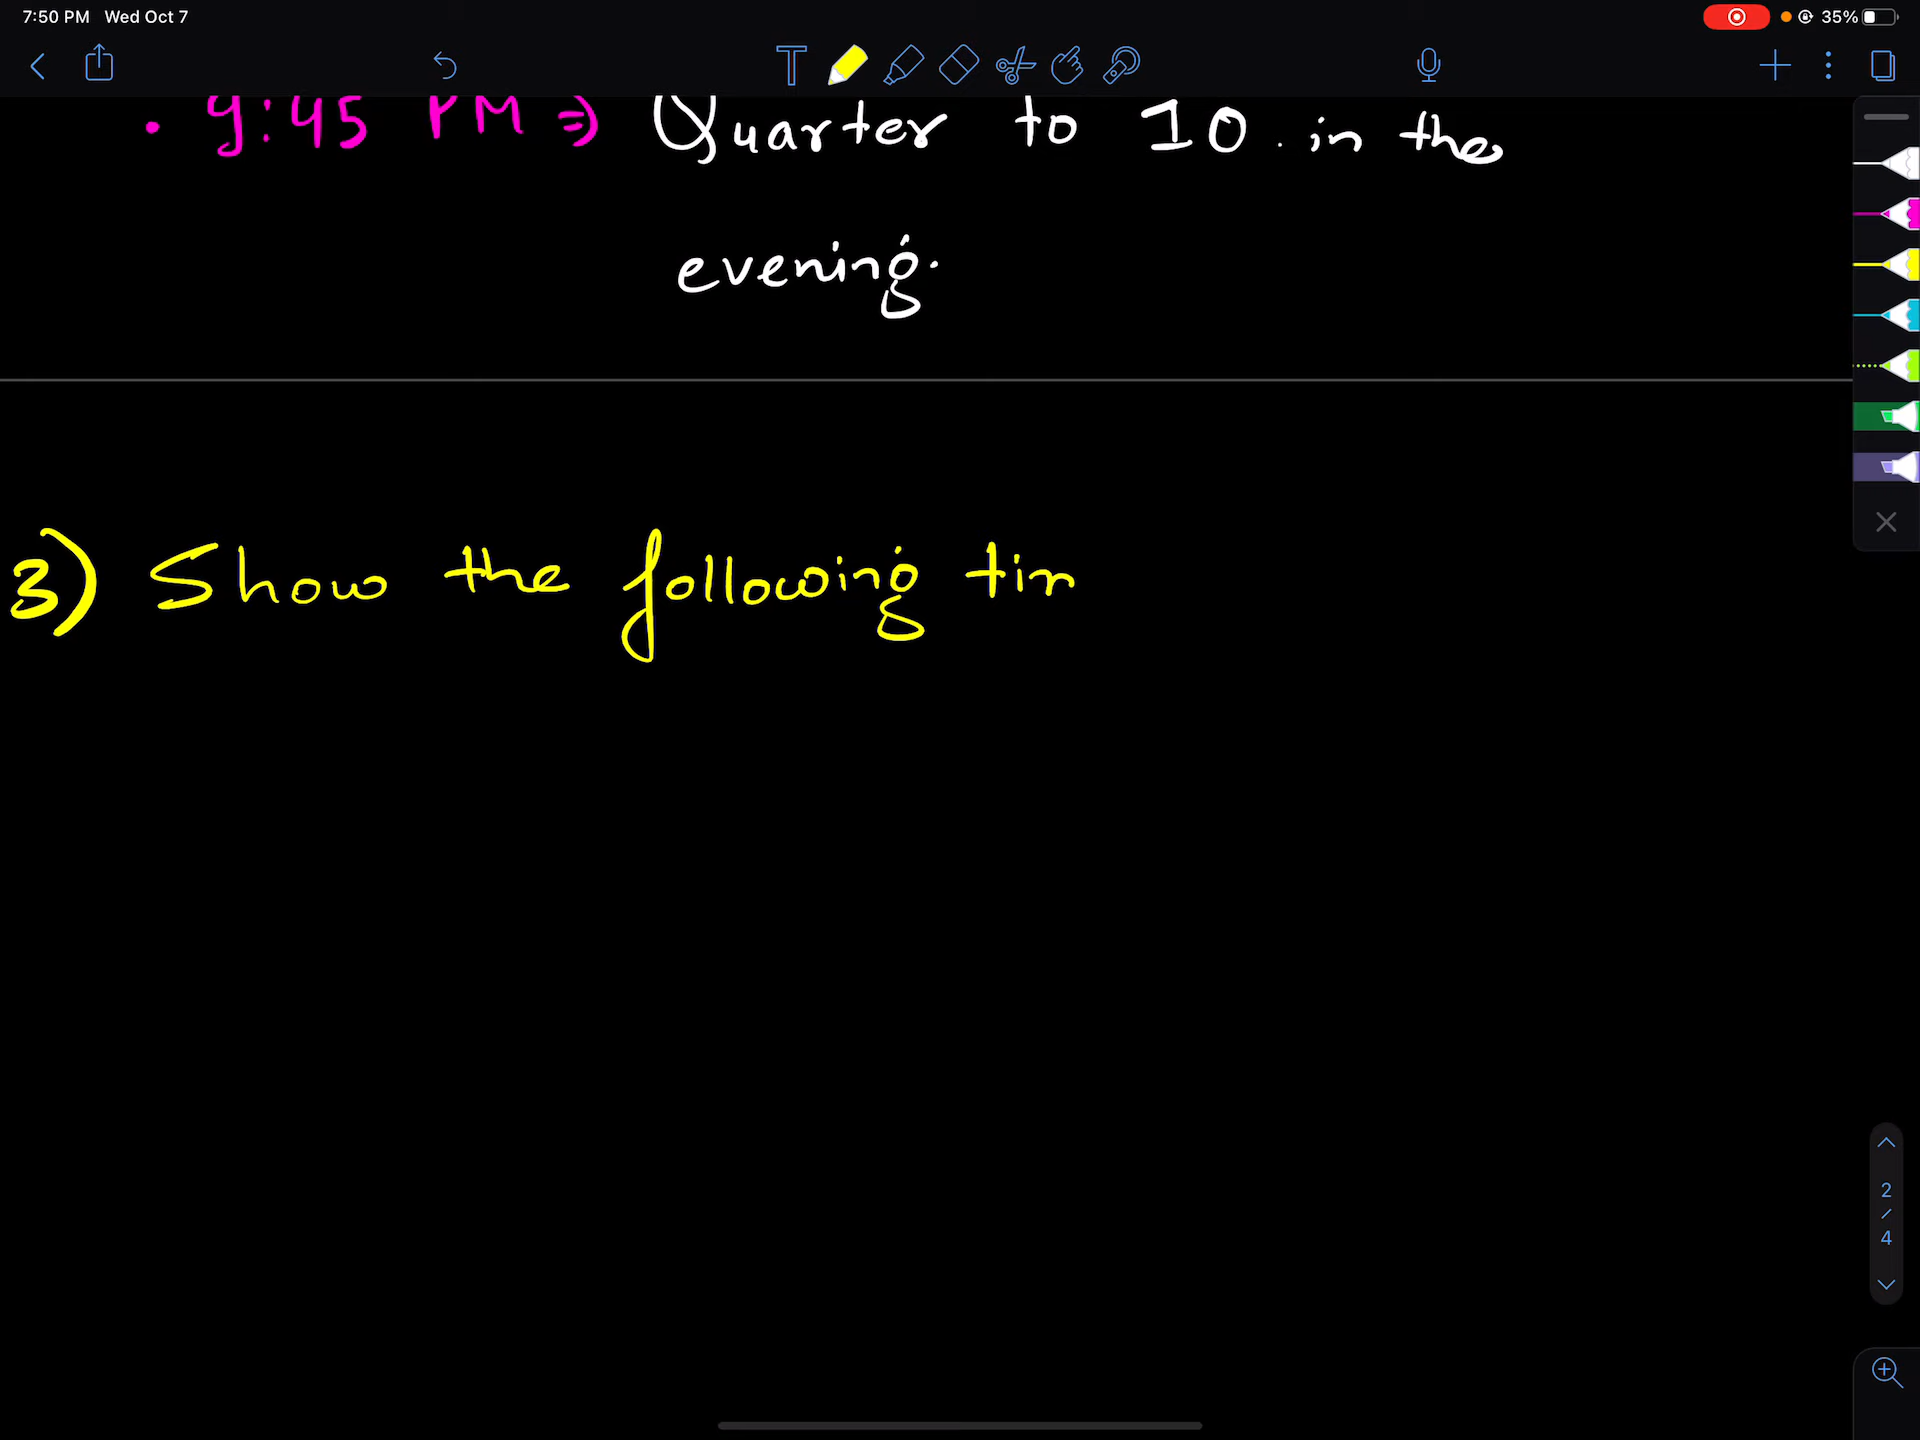 7:50 PM Wed Oct 7
35%
• 9:45 PM ⇒ Quarter to 10. in the
evening.
3) Show the following tim
2
/
4